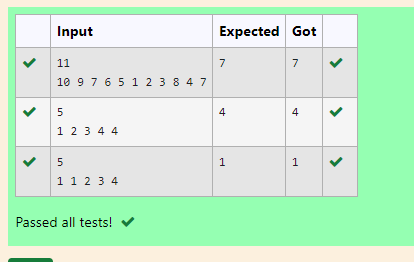 Input Expected Got
11 7 7
10 9 7 6 5 1 2 3 8 4 7
5 4 4
1 2 3 4 4
5 1 1
1 1 2 3 4
Passed all tests!